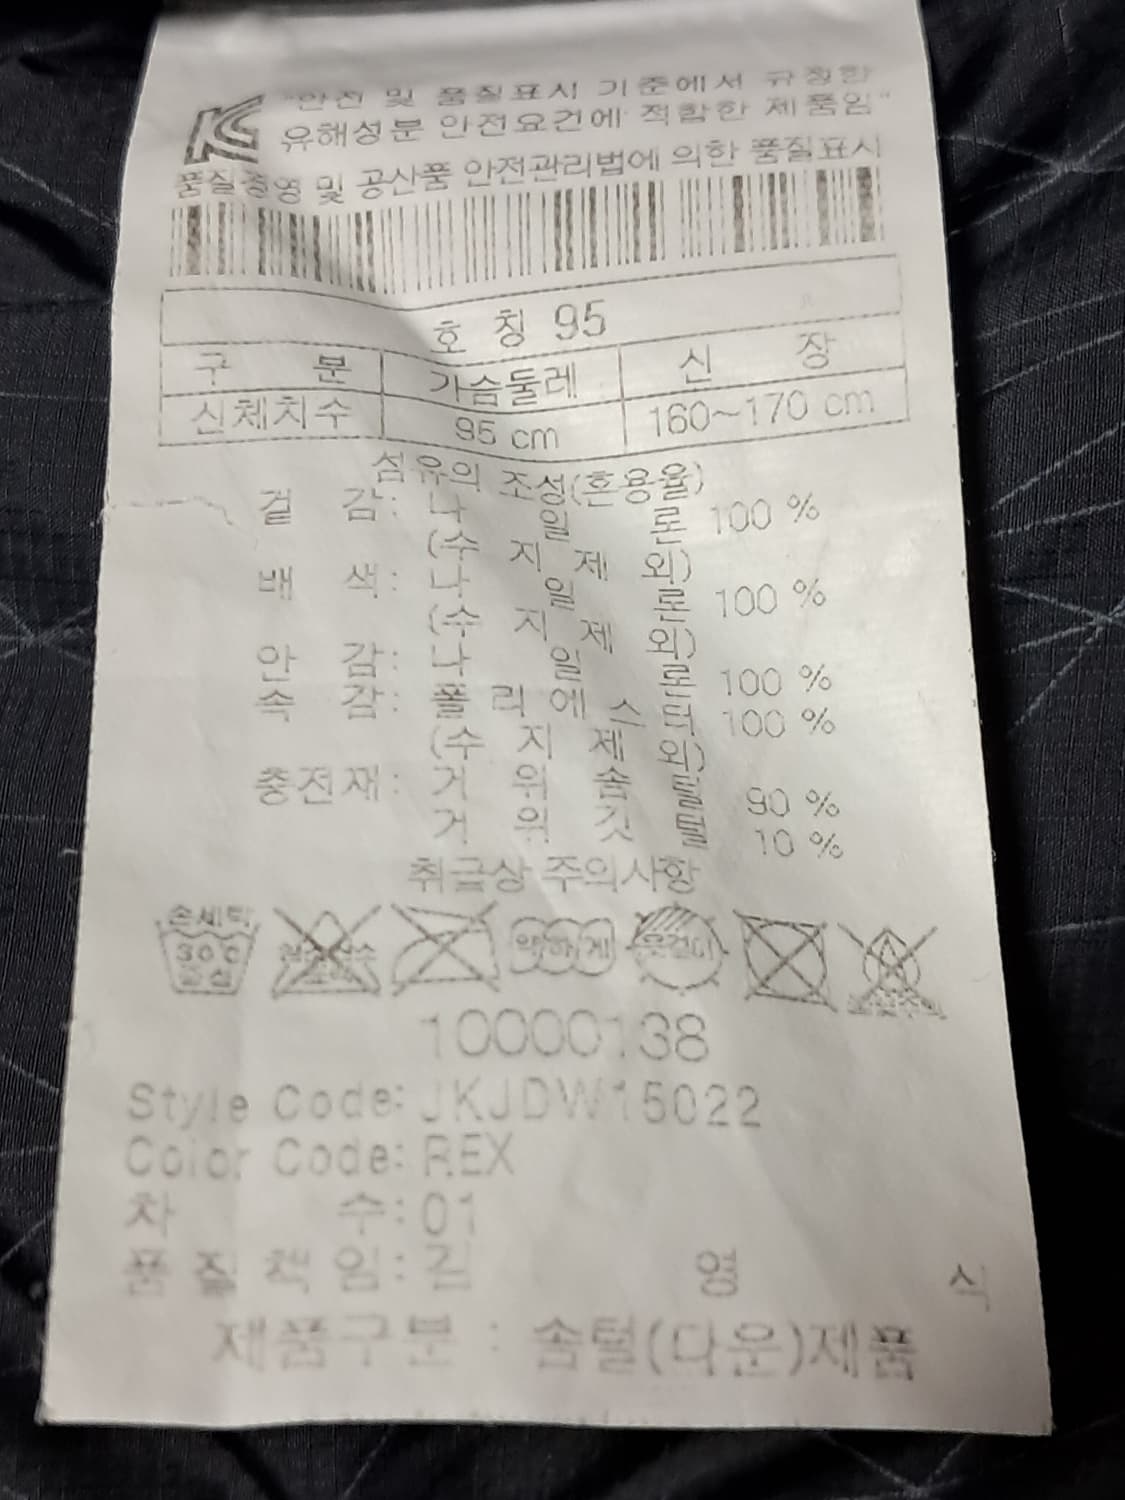 "안전 및 품질표시 기준에서 규정한
유해성분 안전요건에 적합한 제품임"
품질경영 및 공산품 안전관리법에 의한 품질표시
호 칭 95
구 분 가슴둘레 신 장
신체치수 95 cm 160~170 cm
섬유의 조성(혼용율)
겉 감: 나 일 론 100 %
(수 지 제 외)
배 색: 나 일 론 100 %
(수 지 제 외)
안 감: 나 일 론 100 %
속 감: 폴 리 에 스 터 100 %
(수 지 제 외)
충전재: 거 위 솜 털 90 %
거 위 깃 털 10 %
취급상 주의사항
손세탁
30℃
중성
약하게
옷걸이
10000138
Style Code: JKJDW15022
Color Code: REX
차 수: 01
품 질 책 임: 김 영 식
제품구분 : 솜털(다운)제품